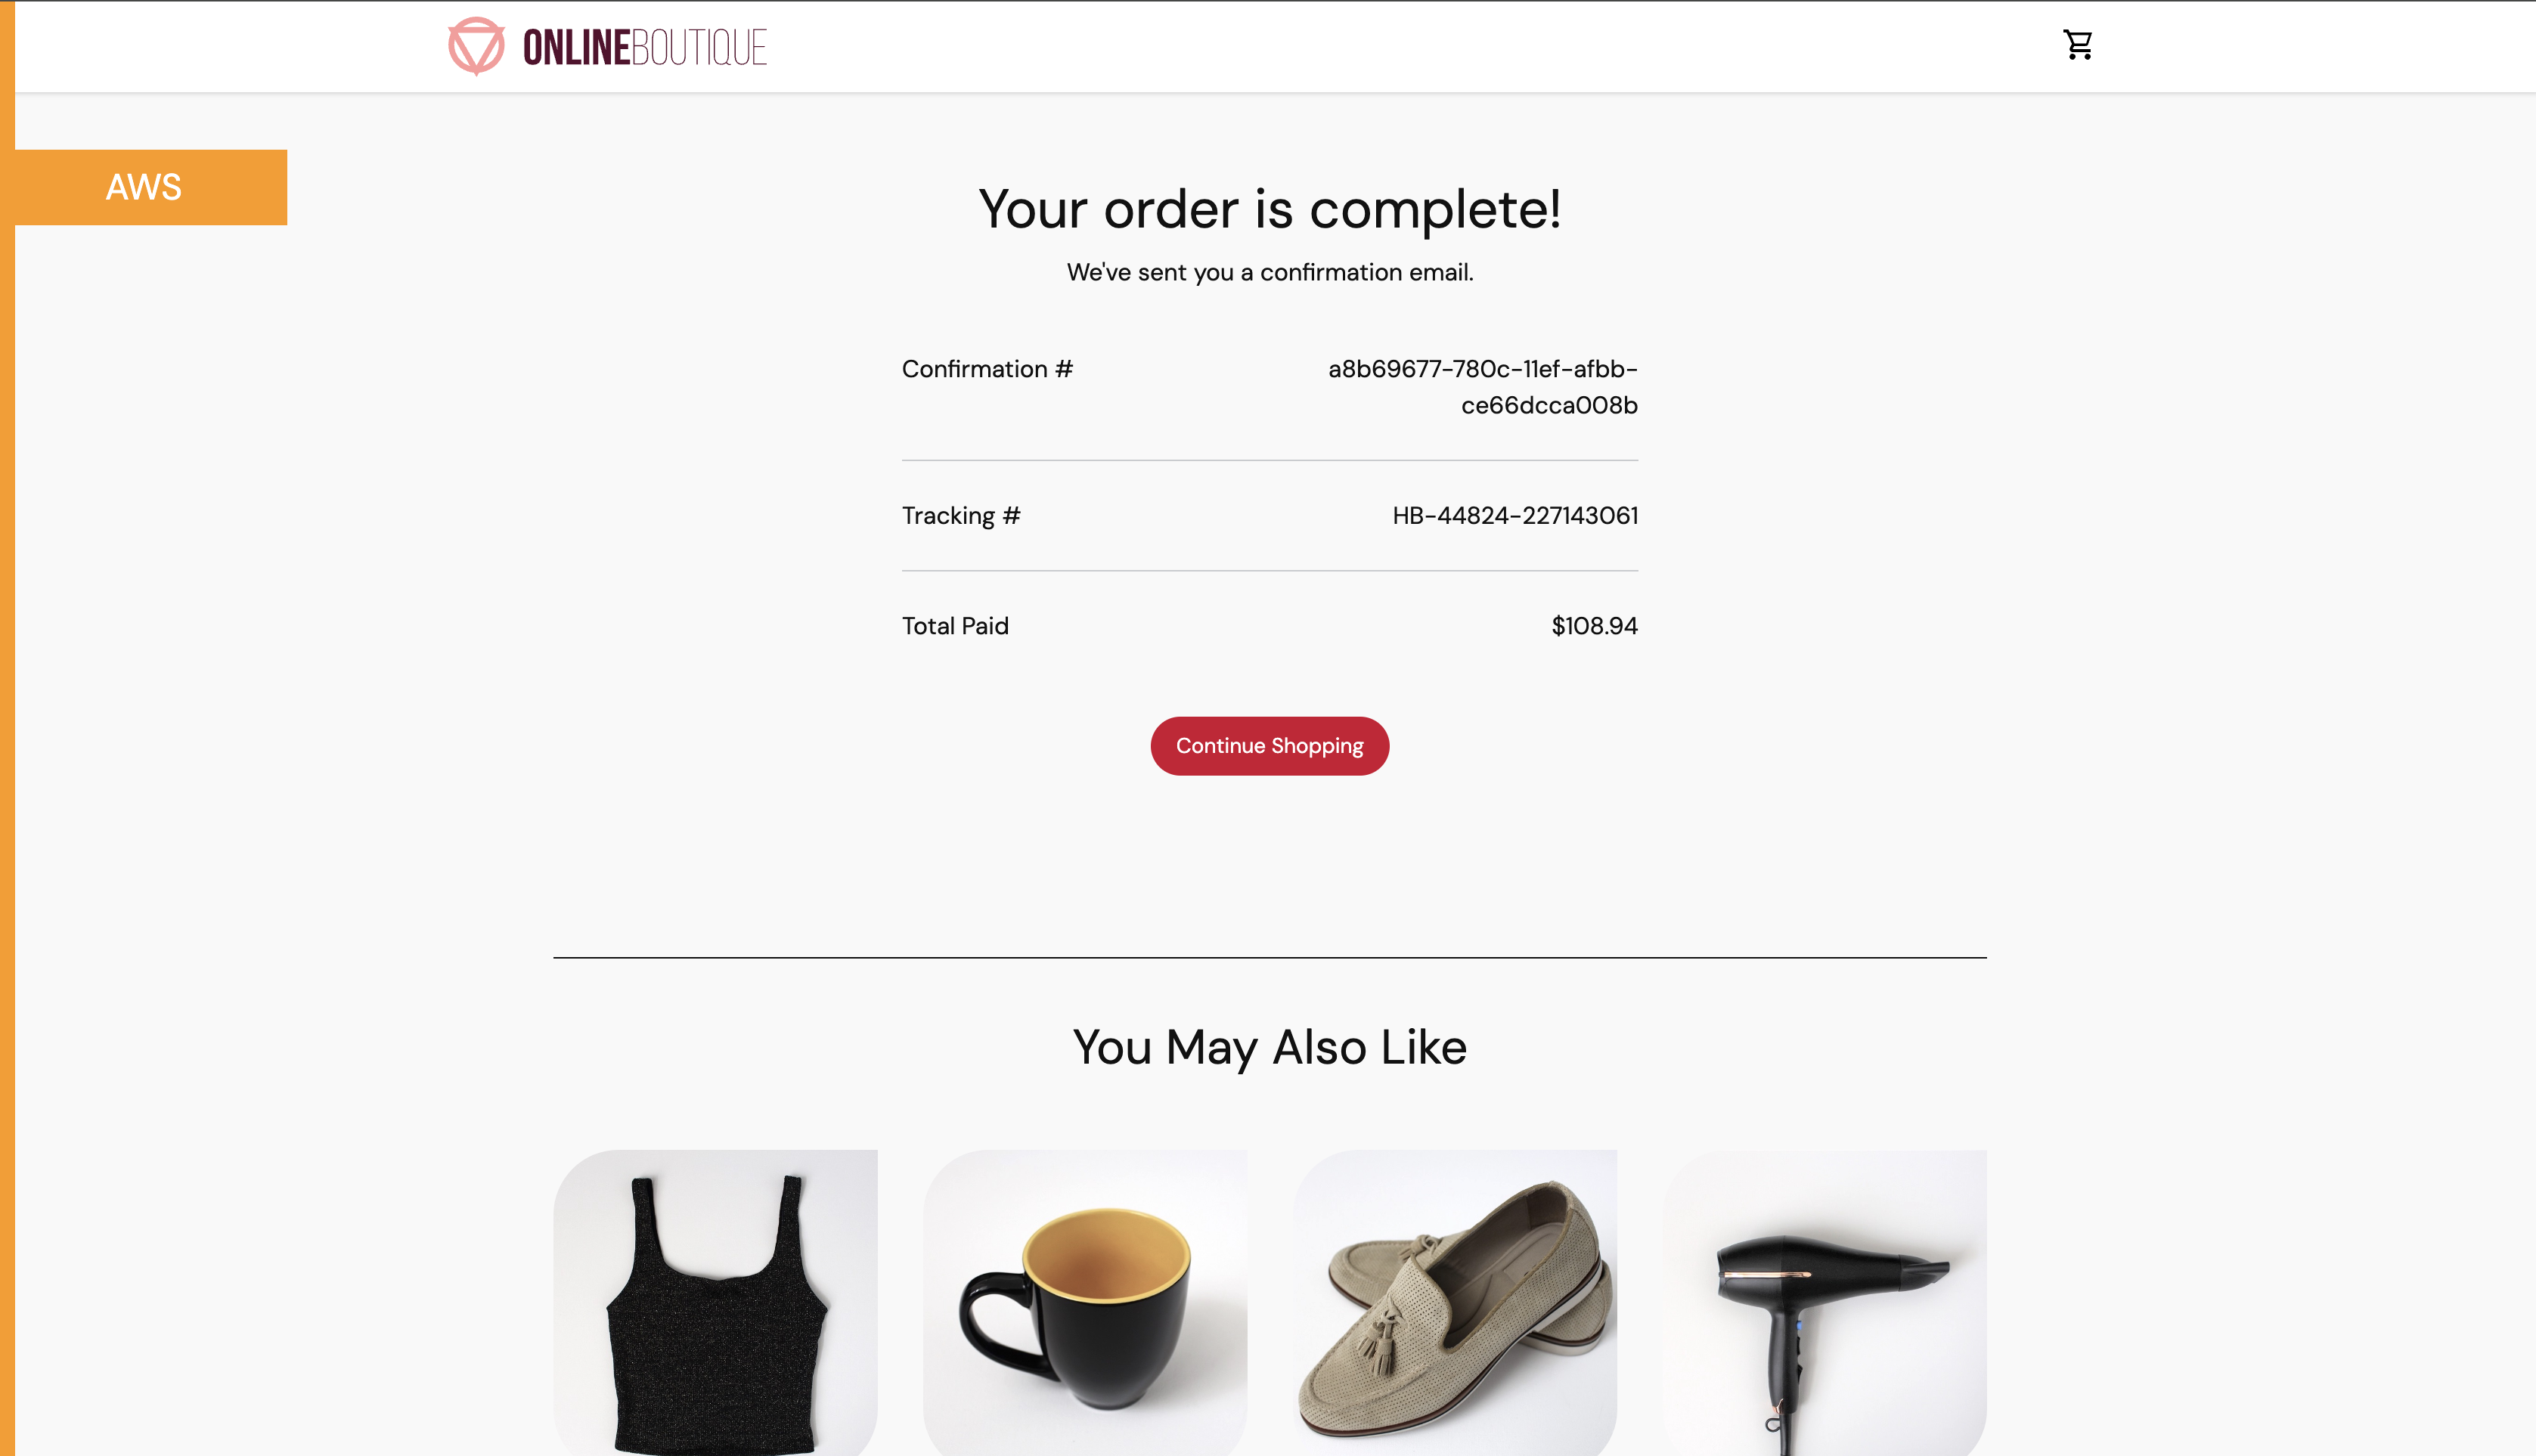 ONLINEBOUTIQUE
AWS
Your order is complete!
We've sent you a confirmation email.
Confirmation # a8b69677-780c-11ef-afbb-
ce66dcca008b
Tracking # HB-44824-227143061
Total Paid $108.94
Continue Shopping
You May Also Like